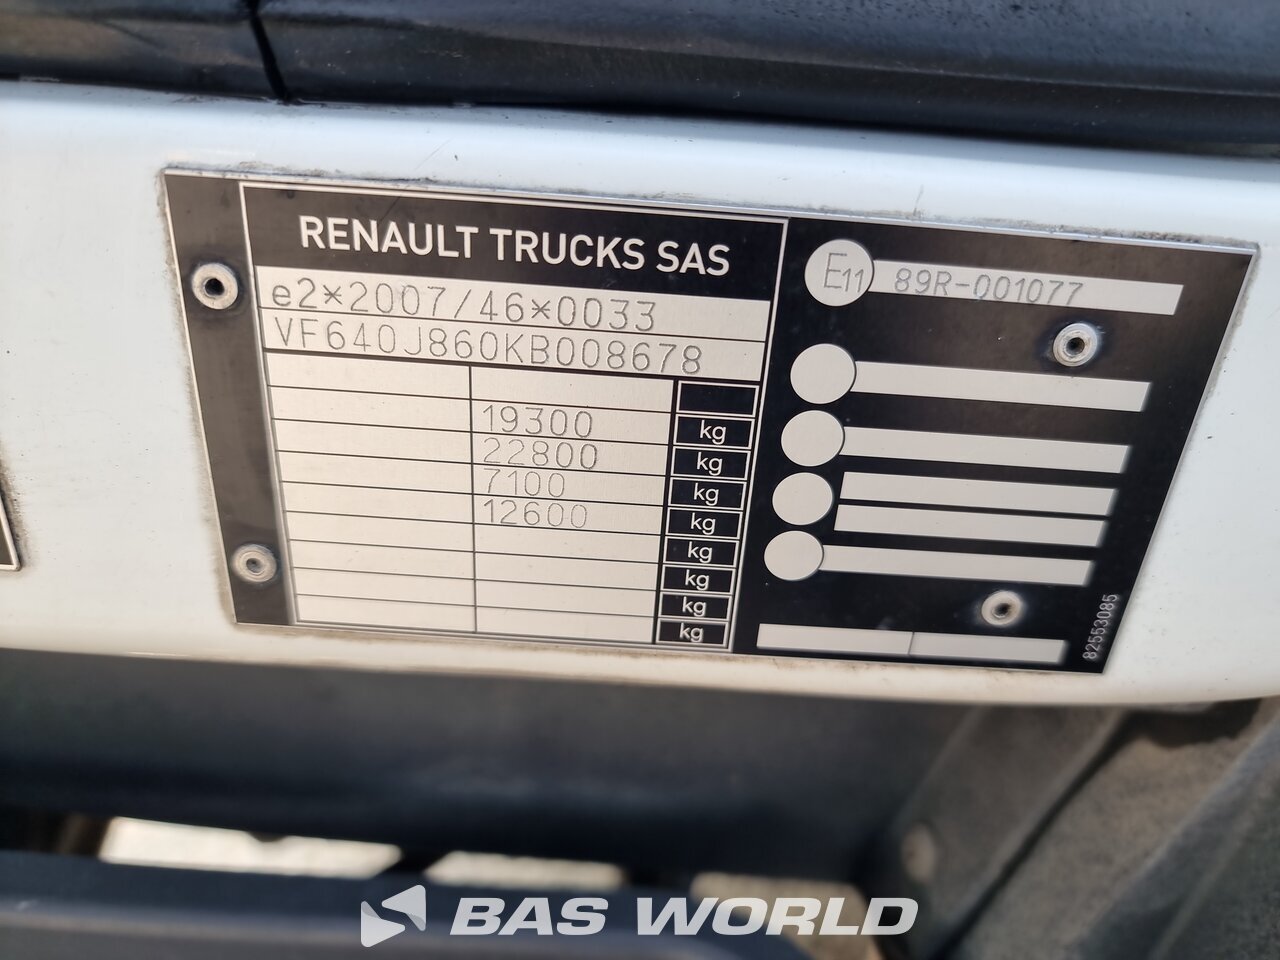 RENAULT TRUCKS SAS
e2*2007/46*0033
VF640J860KB008678
19300 kg
22800 kg
7100 kg
12600 kg
kg
kg
kg
kg
E11 89R-001077
82553085
BAS WORLD